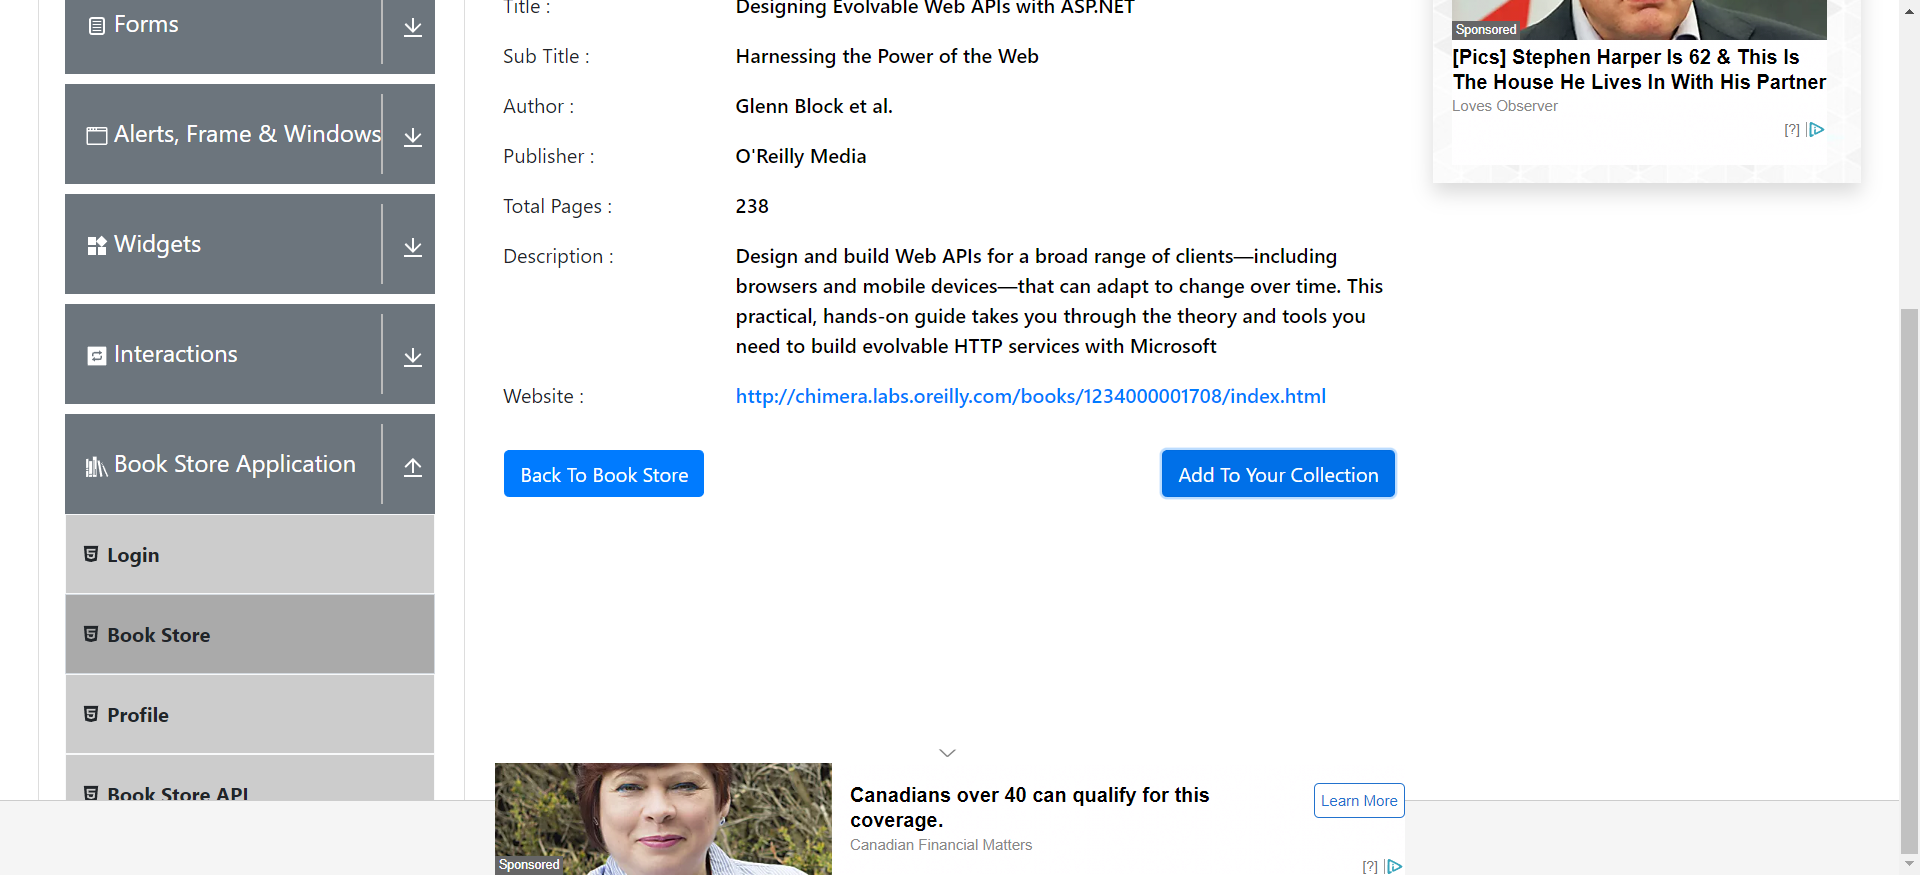 Forms
Alerts, Frame & Windows
Widgets
Interactions
Book Store Application
Login
Book Store
Profile
Book Store API
Title : Designing Evolvable Web APIs with ASP.NET
Sub Title : Harnessing the Power of the Web
Author : Glenn Block et al.
Publisher : O'Reilly Media
Total Pages : 238
Description : Design and build Web APIs for a broad range of clients—including
browsers and mobile devices—that can adapt to change over time. This
practical, hands-on guide takes you through the theory and tools you
need to build evolvable HTTP services with Microsoft
Website : http://chimera.labs.oreilly.com/books/1234000001708/index.html
Back To Book Store
Add To Your Collection
Sponsored
[Pics] Stephen Harper Is 62 & This Is
The House He Lives In With His Partner
Loves Observer
[?]
Sponsored
Canadians over 40 can qualify for this
coverage.
Canadian Financial Matters
Learn More
[?]